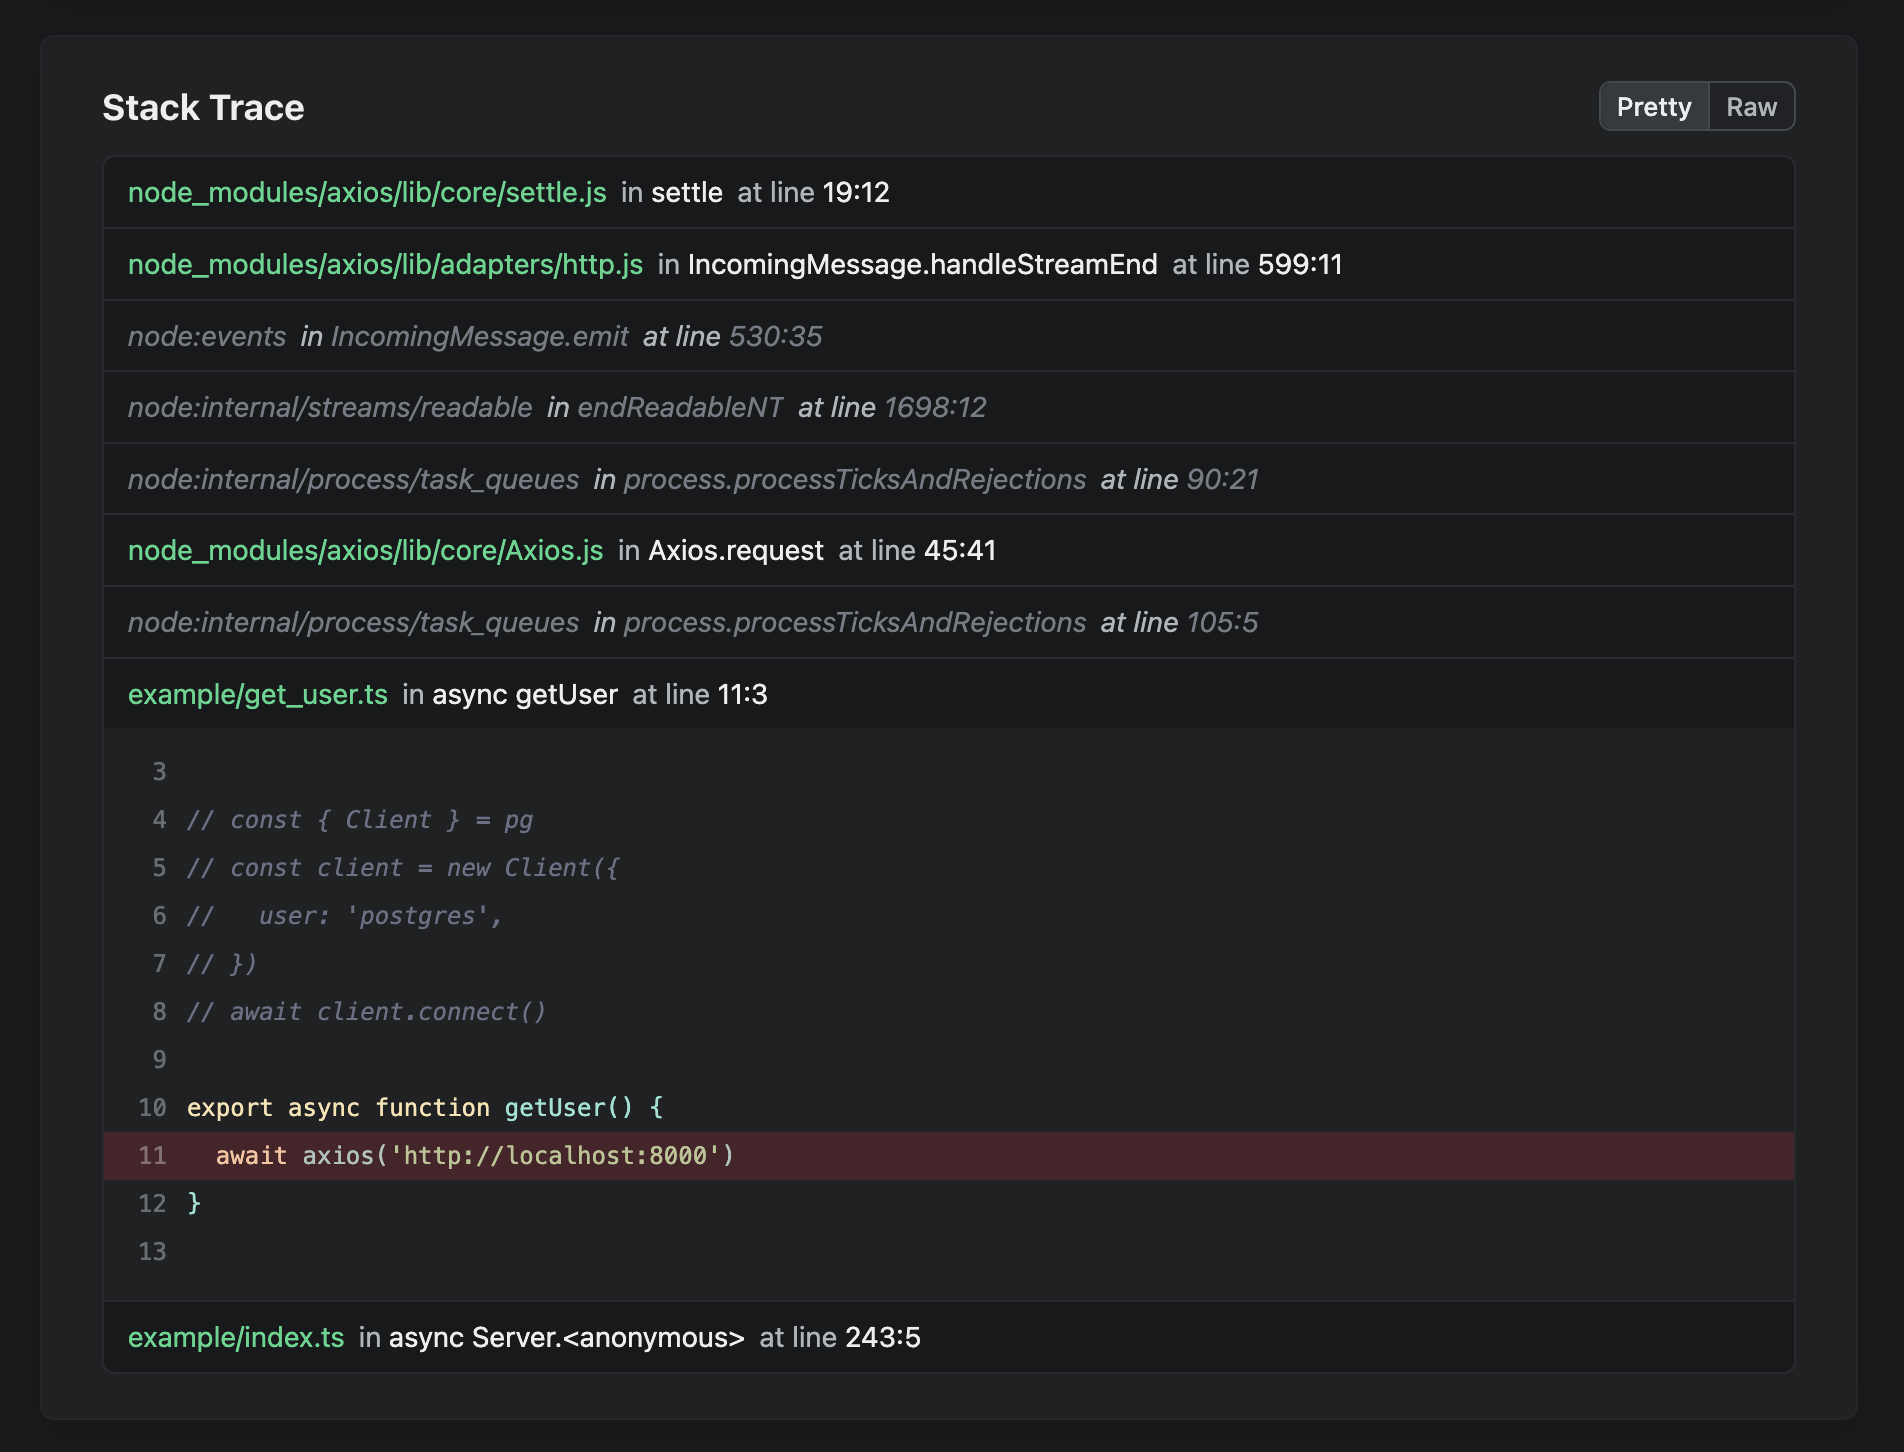 Stack Trace
Pretty Raw
node_modules/axios/lib/core/settle.js in settle at line 19:12
node_modules/axios/lib/adapters/http.js in IncomingMessage.handleStreamEnd at line 599:11
node:events in IncomingMessage.emit at line 530:35
node:internal/streams/readable in endReadableNT at line 1698:12
node:internal/process/task_queues in process.processTicksAndRejections at line 90:21
node_modules/axios/lib/core/Axios.js in Axios.request at line 45:41
node:internal/process/task_queues in process.processTicksAndRejections at line 105:5
example/get_user.ts in async getUser at line 11:3
3
4 // const { Client } = pg
5 // const client = new Client({
6 //   user: 'postgres',
7 // })
8 // await client.connect()
9
10 export async function getUser() {
11   await axios('http://localhost:8000')
12 }
13
example/index.ts in async Server.<anonymous> at line 243:5